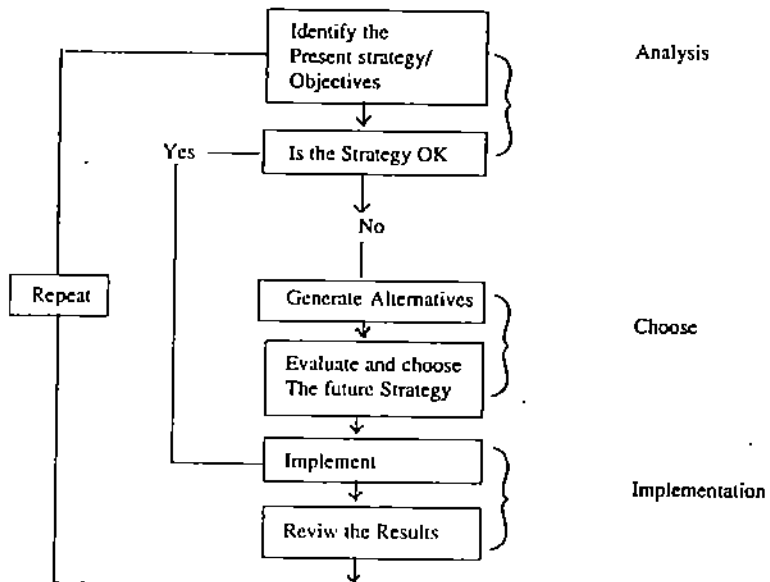 Identify the
Present strategy/
Objectives
Analysis
Yes
Is the Strategy OK
No
Repeat
Generate Alternatives
Choose
Evaluate and choose
The future Strategy
Implement
Implementation
Reviw the Results